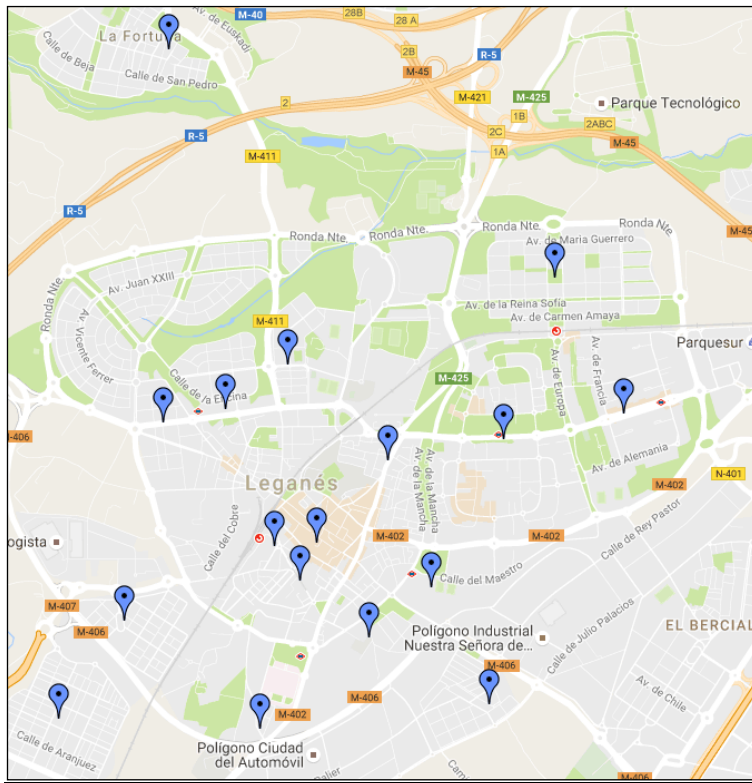 M-40
28B
28 A
Av. de Euskadi
La Fortuna
2B
R-5
Calle de Beja
M-45
Calle de San Pedro
2
M-421
M-425
Parque Tecnológico
1B
R-5
2C
2ABC
M-411
1A
M-45
R-5
Ronda Nte.
Ronda Nte.
Ronda Nte.
Ronda Nte.
M-45
Av. de Maria Guerrero
Av. Juan XXIII
Ronda Nte.
Av. de la Reina Sofía
Av. de Carmen Amaya
M-411
Av. Vicente Ferrer
Parquesur
Calle de la Encina
M-425
Av. de Europa
Av. de Francia
M-406
Av. de la Mancha
Av. de la Mancha
Av. de Alemania
Leganés
N-401
M-402
Calle del Cobre
Calle de Rey Pastor
M-402
M-402
ogista
Calle del Maestro
M-407
M-406
Calle de Julio Palacios
Polígono Industrial
Nuestra Señora de...
EL BERCIAL
M-406
M-406
M-402
Av. de Chile
Calle de Aranjuez
Polígono Ciudad
del Automóvil
M-406